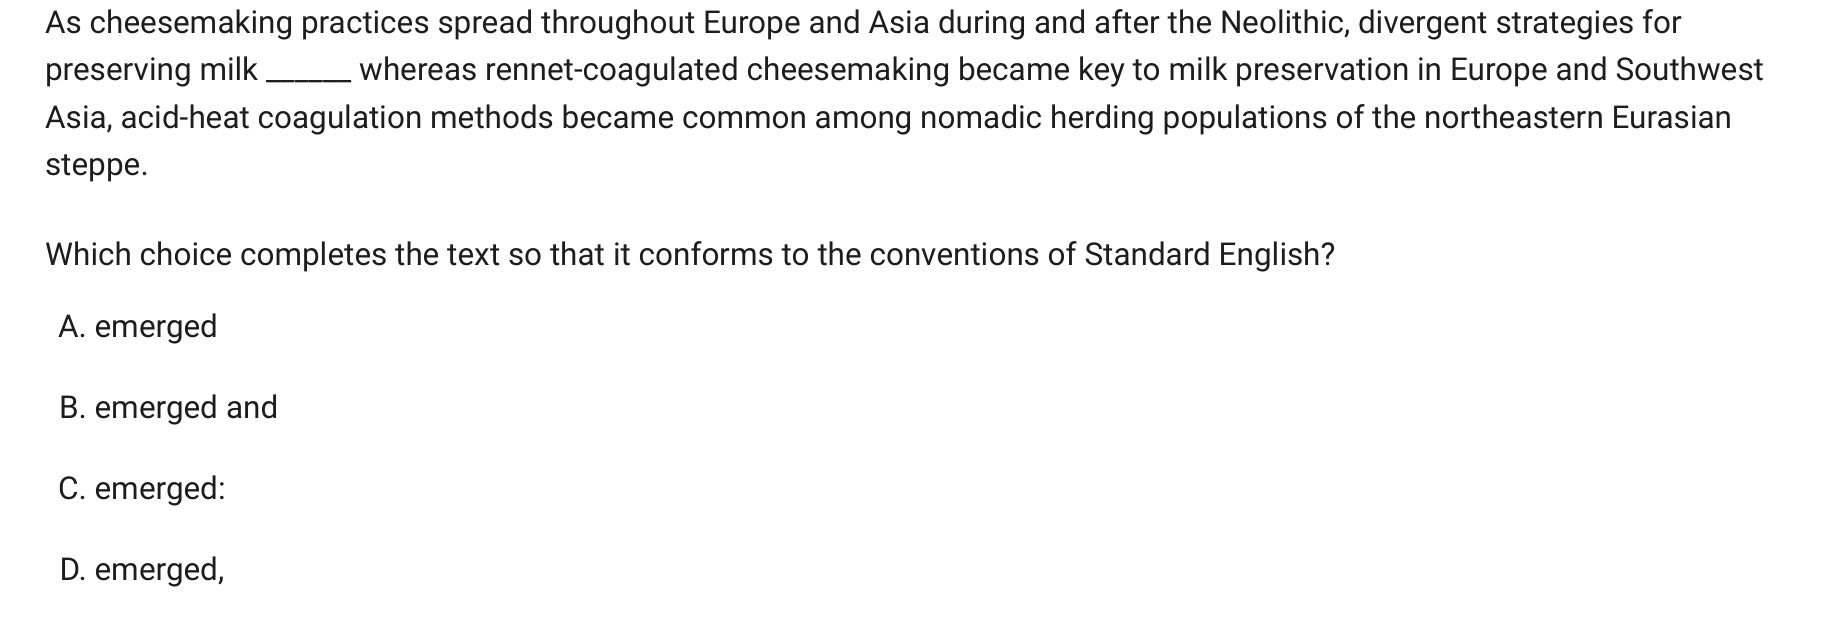 As cheesemaking practices spread throughout Europe and Asia during and after the Neolithic, divergent strategies for
preserving milk ______ whereas rennet-coagulated cheesemaking became key to milk preservation in Europe and Southwest
Asia, acid-heat coagulation methods became common among nomadic herding populations of the northeastern Eurasian
steppe.
Which choice completes the text so that it conforms to the conventions of Standard English?
A. emerged
B. emerged and
C. emerged:
D. emerged,